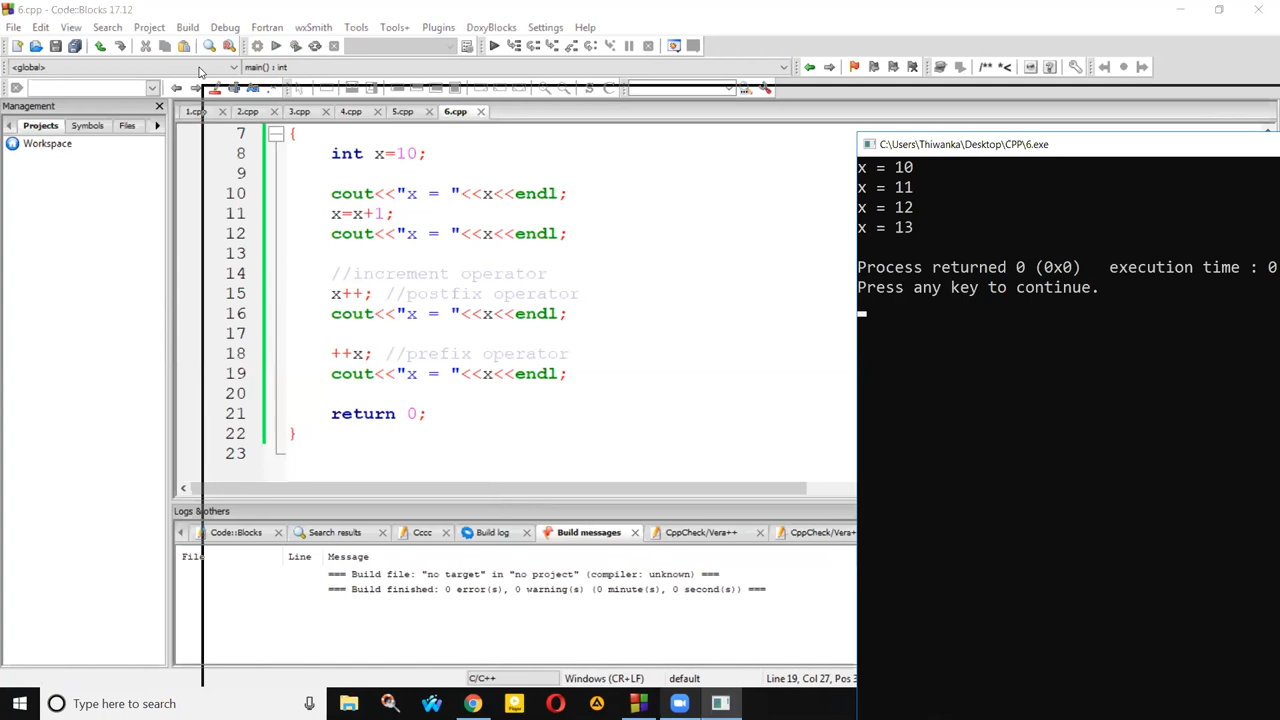 6.cpp - Code::Blocks 17.12
File Edit View Search Project Build Debug Fortran wxSmith Tools Tools+ Plugins DoxyBlocks Settings Help
<global> main() : int
/** *<
Management
Projects Symbols Files
Workspace
1.cpp 2.cpp 3.cpp 4.cpp 5.cpp 6.cpp
7 {
8 int x=10;
9
10 cout<<"x = "<<x<<endl;
11 x=x+1;
12 cout<<"x = "<<x<<endl;
13
14 //increment operator
15 x++; //postfix operator
16 cout<<"x = "<<x<<endl;
17
18 ++x; //prefix operator
19 cout<<"x = "<<x<<endl;
20
21 return 0;
22 }
23
C:\Users\Thiwanka\Desktop\CPP\6.exe
x = 10
x = 11
x = 12
x = 13
Process returned 0 (0x0) execution time : 0
Press any key to continue.
Logs & others
Code::Blocks Search results Cccc Build log Build messages CppCheck/Vera++ CppCheck/Vera+
File Line Message
=== Build file: "no target" in "no project" (compiler: unknown) ===
=== Build finished: 0 error(s), 0 warning(s) (0 minute(s), 0 second(s)) ===
C/C++ Windows (CR+LF) default Line 19, Col 27, Pos
Type here to search